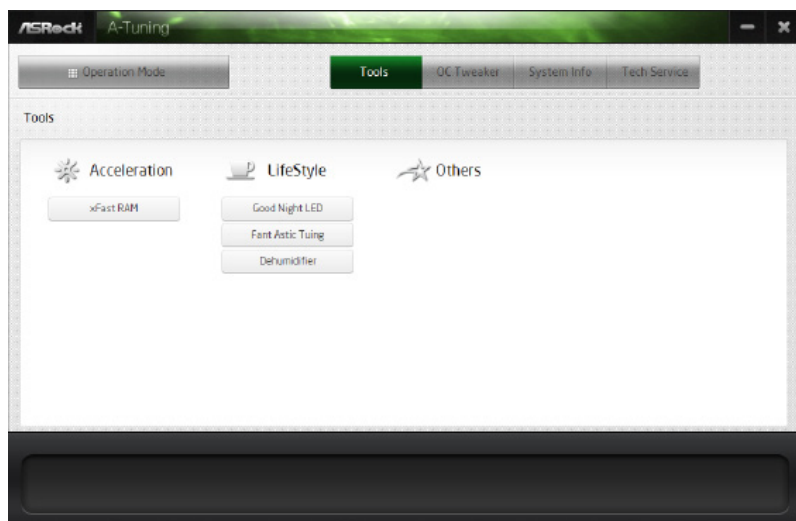 ASRock A-Tuning
Operation Mode Tools OC Tweaker System Info Tech Service
Tools
Acceleration LifeStyle Others
xFast RAM Good Night LED
Fant Astic Tuing
Dehumidifier